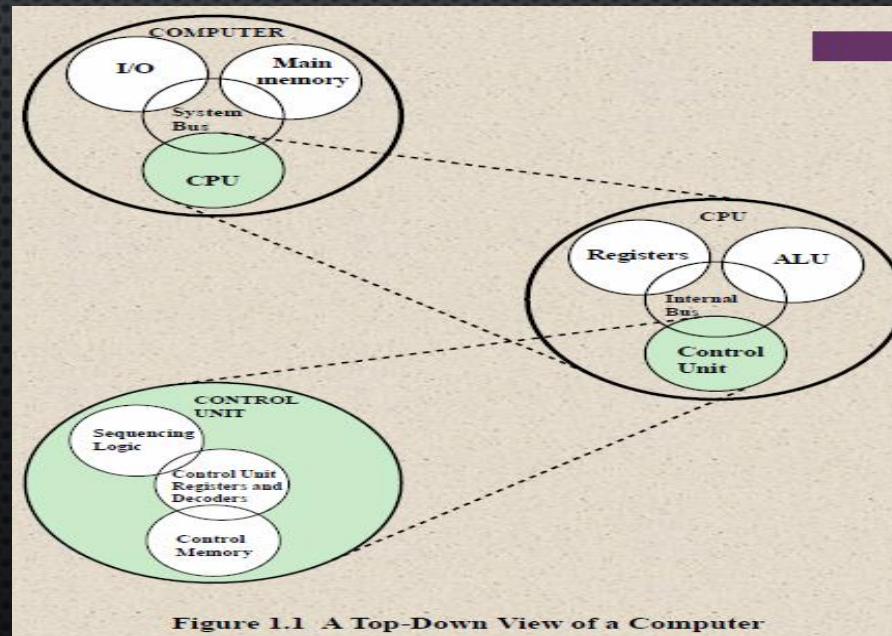 COMPUTER
I/O
Main
memory
System
Bus
CPU
CPU
Registers
ALU
Internal
Bus
Control
Unit
CONTROL
UNIT
Sequencing
Logic
Control Unit
Registers and
Decoders
Control
Memory
Figure 1.1 A Top-Down View of a Computer